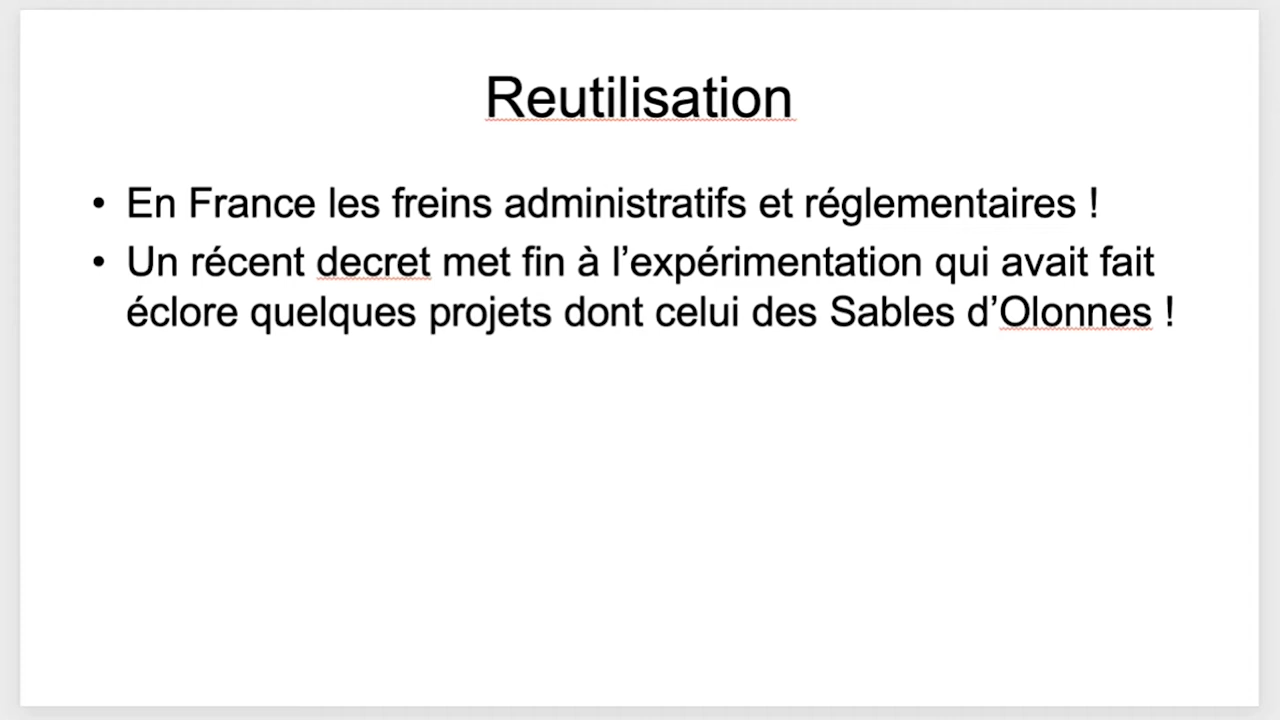 Reutilisation
• En France les freins administratifs et réglementaires !
• Un récent decret met fin à l’expérimentation qui avait fait
éclore quelques projets dont celui des Sables d’Olonnes !